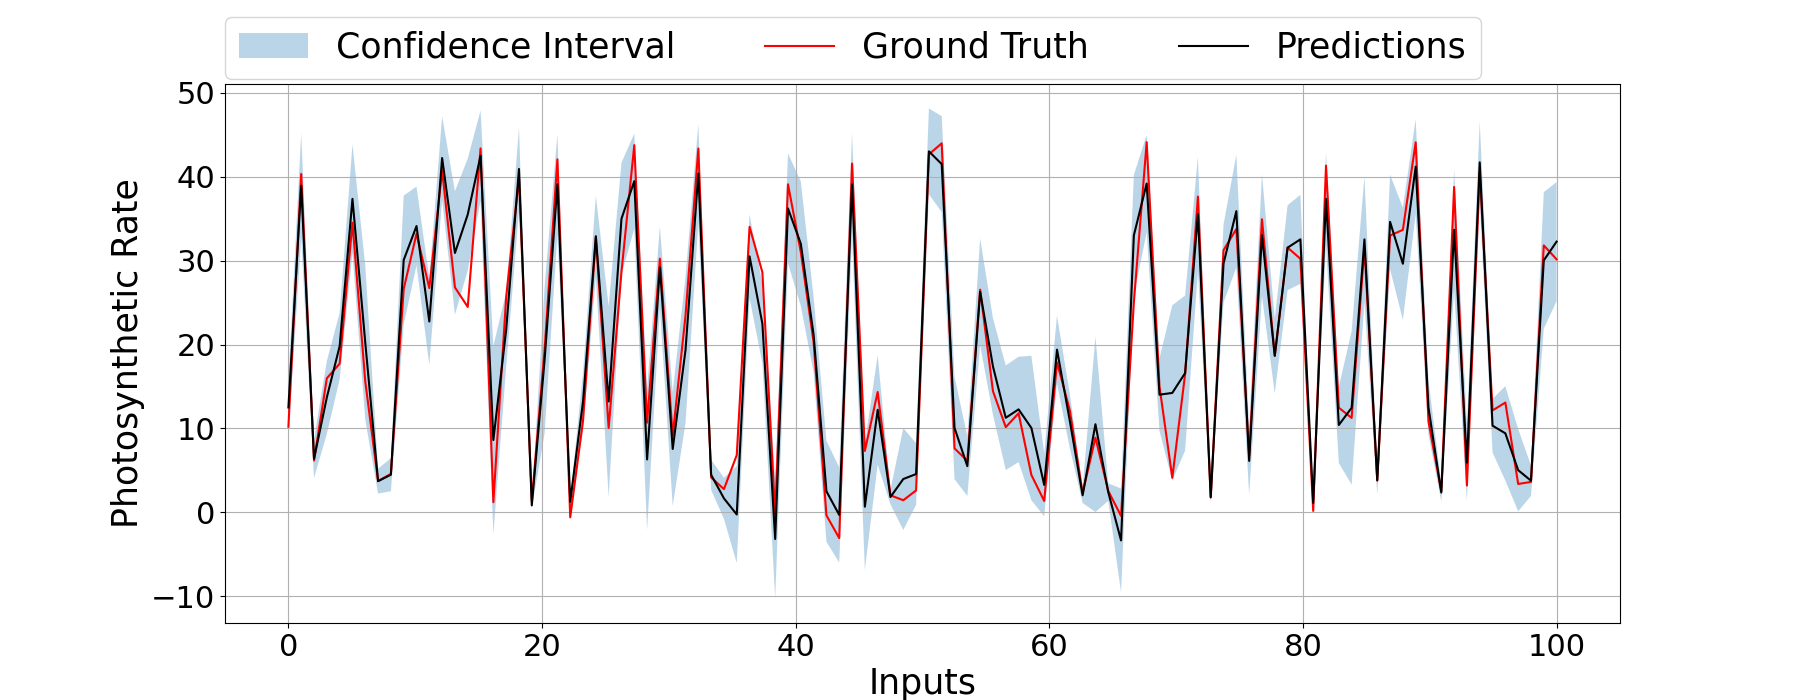 Confidence Interval Ground Truth Predictions
50
40
30
20
10
0
−10
Photosynthetic Rate
0 20 40 60 80 100
Inputs